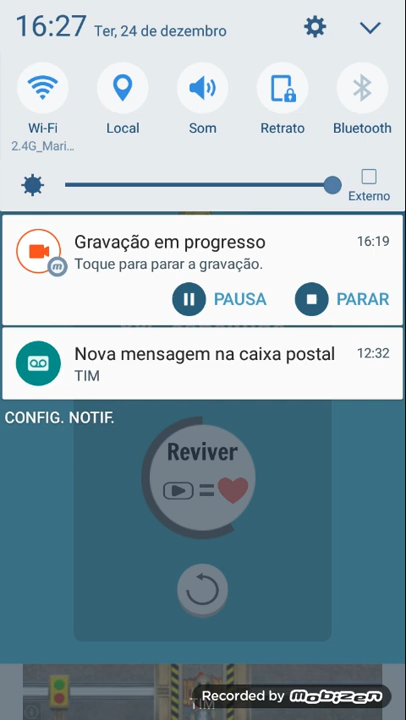 16:27 Ter, 24 de dezembro
Wi-Fi Local Som Retrato Bluetooth
2.4G_Mari...
Externo
Gravação em progresso 16:19
Toque para parar a gravação.
PAUSA PARAR
Nova mensagem na caixa postal 12:32
TIM
CONFIG. NOTIF.
Reviver
=
TIM
Recorded by MOBIZEN